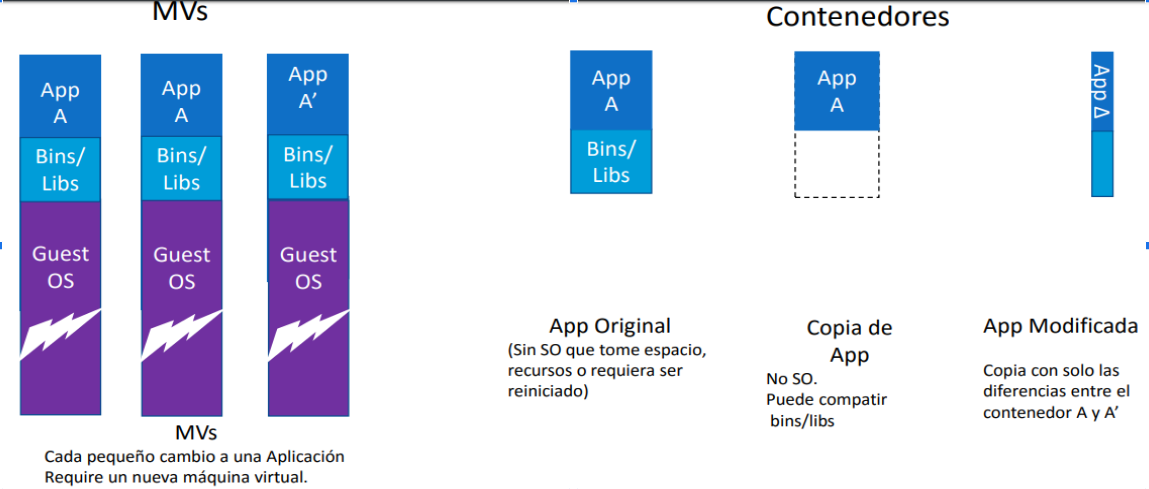 MVs
Contenedores
App
A
Bins/
Libs
Guest
OS
App
A
Bins/
Libs
Guest
OS
App
A’
Bins/
Libs
Guest
OS
MVs
Cada pequeño cambio a una Aplicación
Require un nueva máquina virtual.
App
A
Bins/
Libs
App Original
(Sin SO que tome espacio,
recursos o requiera ser
reiniciado)
App
A
Copia de
App
No SO.
Puede compatir
bins/libs
App Δ
App Modificada
Copia con solo las
diferencias entre el
contenedor A y A’